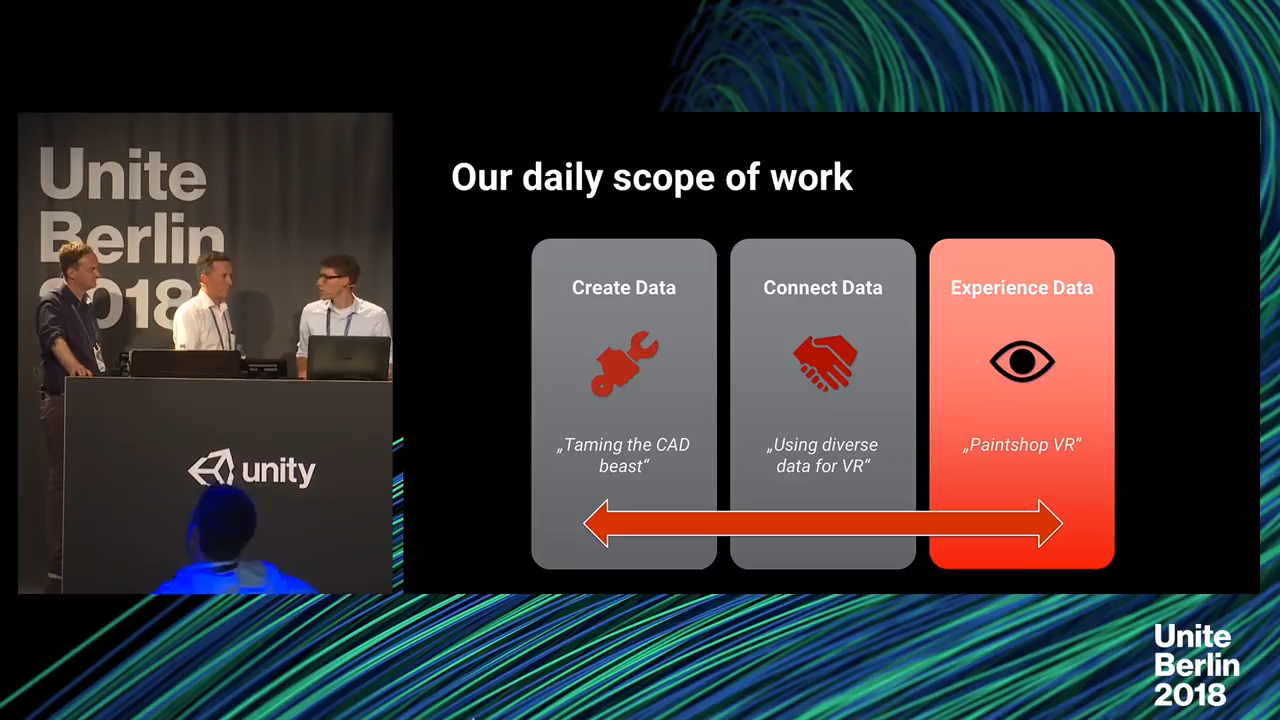 Unite
Berlin
2018
unity
Our daily scope of work
Create Data
Connect Data
Experience Data
„Taming the CAD
beast“
„Using diverse
data for VR“
„Paintshop VR“
Unite
Berlin
2018